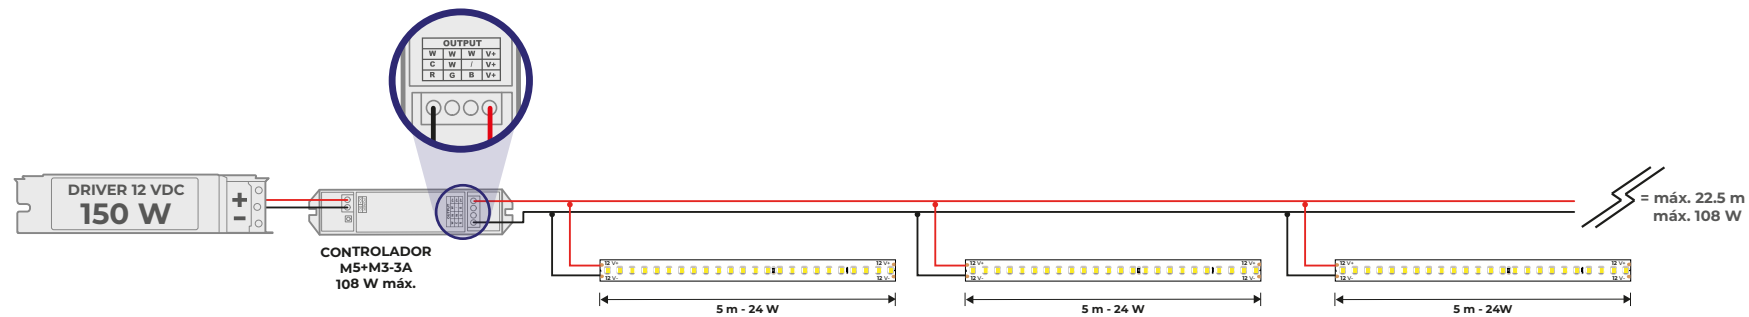 OUTPUT
W W W V+
C W / V+
R G B V+
DRIVER 12 VDC
150 W
+
-
CONTROLADOR
M5+M3-3A
108 W máx.
12 V+ 12 V+
12 V- 12 V-
5 m - 24 W
12 V+ 12 V+
12 V- 12 V-
5 m - 24 W
12 V+ 12 V+
12 V- 12 V-
5 m - 24W
= máx. 22.5 m
máx. 108 W